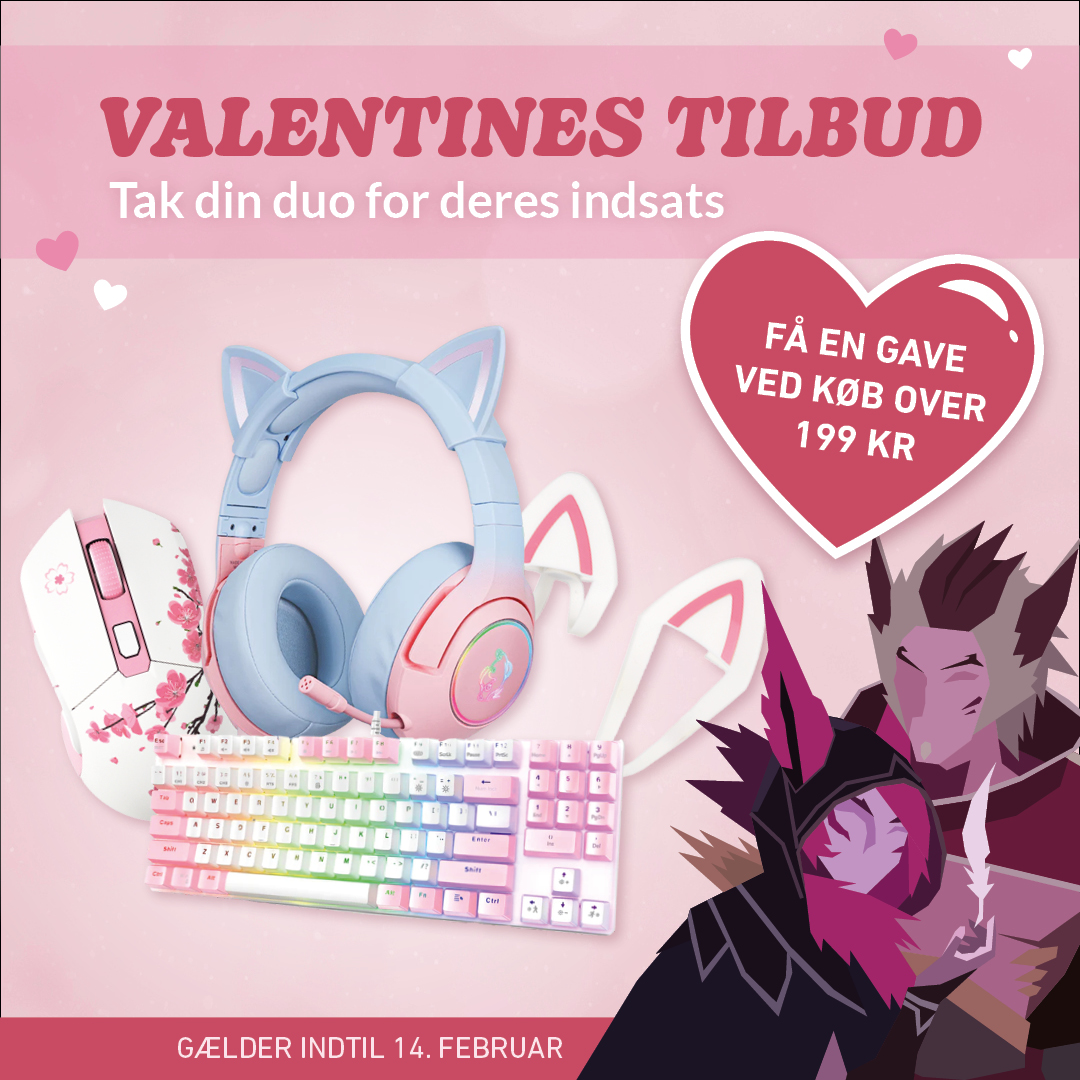 VALENTINES TILBUD
Tak din duo for deres indsats
FÅ EN GAVE
VED KØB OVER
199 KR
GÆLDER INDTIL 14. FEBRUAR